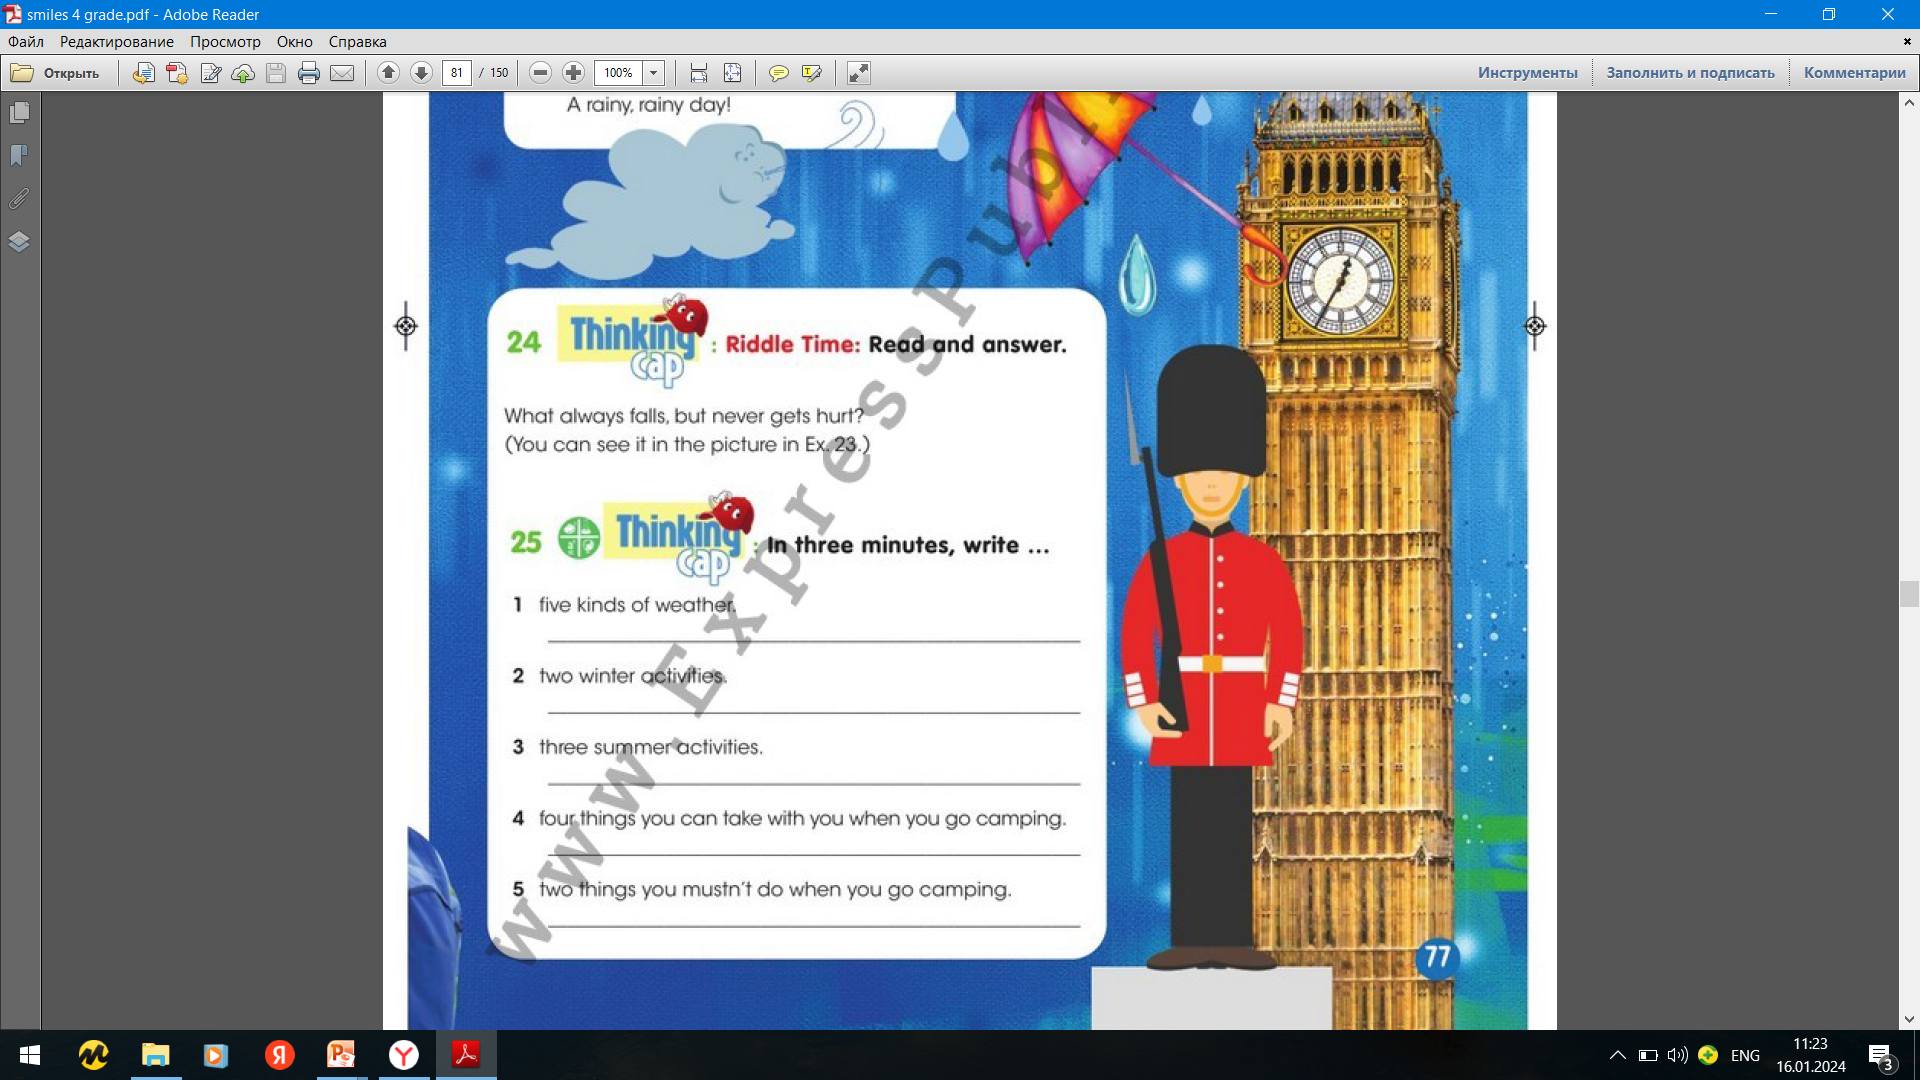 smiles 4 grade.pdf - Adobe Reader
Файл Редактирование Просмотр Окно Справка
Открыть 81 / 150 100% Инструменты Заполнить и подписать Комментарии
A rainy, rainy day!
24 Thinking Cap : Riddle Time: Read and answer.
What always falls, but never gets hurt?
(You can see it in the picture in Ex. 23.)
25 Thinking Cap : In three minutes, write ...
1 five kinds of weather.
2 two winter activities.
3 three summer activities.
4 four things you can take with you when you go camping.
5 two things you mustn't do when you go camping.
77
www.ExpressPubl
ENG
11:23
16.01.2024
3